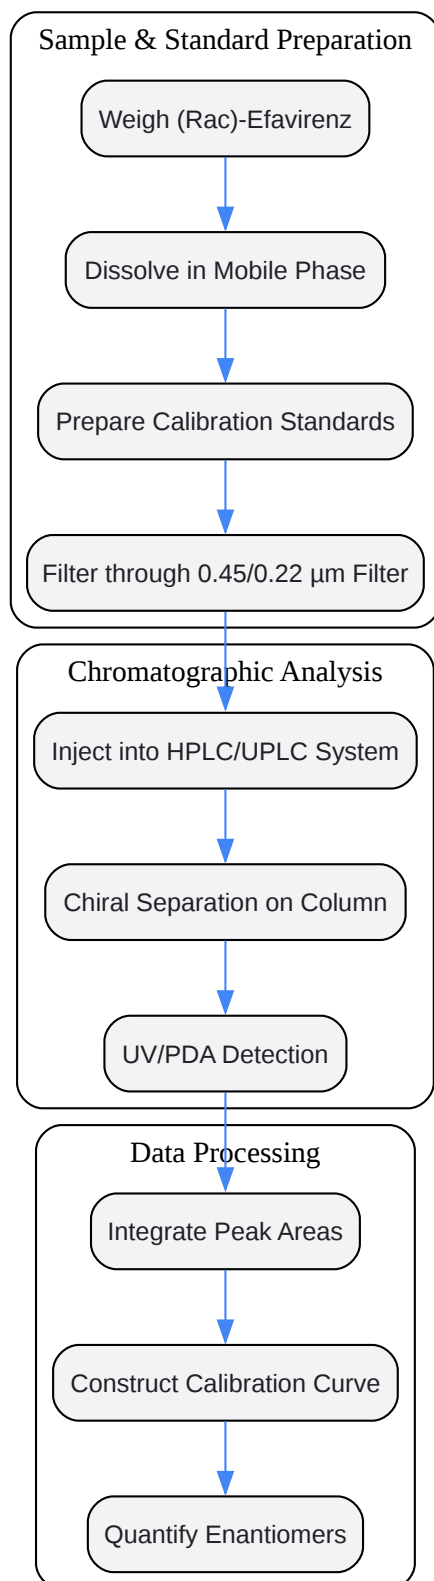 Sample & Standard Preparation
Weigh (Rac)-Efavirenz
Dissolve in Mobile Phase
Prepare Calibration Standards
Filter through 0.45/0.22 µm Filter
Chromatographic Analysis
Inject into HPLC/UPLC System
Chiral Separation on Column
UV/PDA Detection
Data Processing
Integrate Peak Areas
Construct Calibration Curve
Quantify Enantiomers